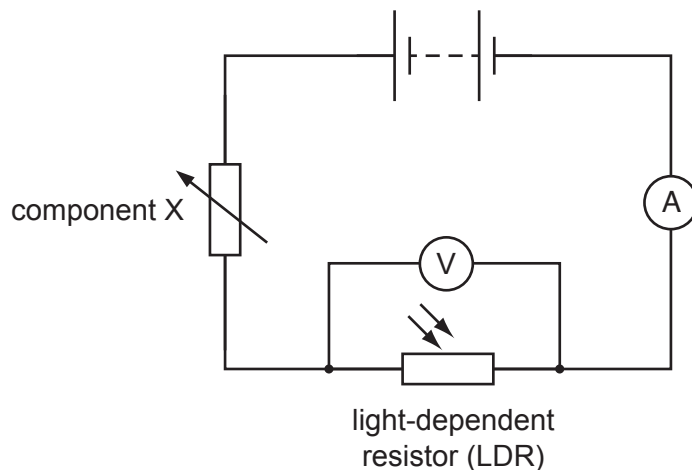 component X
A
V
light-dependent
resistor (LDR)